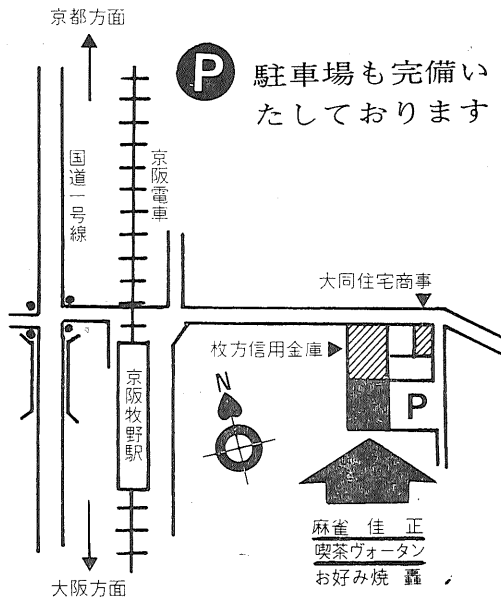 京都方面
P
駐車場も完備い
たしております
国道一号線
京阪電車
大同住宅商事
枚方信用金庫
京阪牧野駅
N
P
麻雀 佳正
喫茶ヴォータン
お好み焼 轟
大阪方面